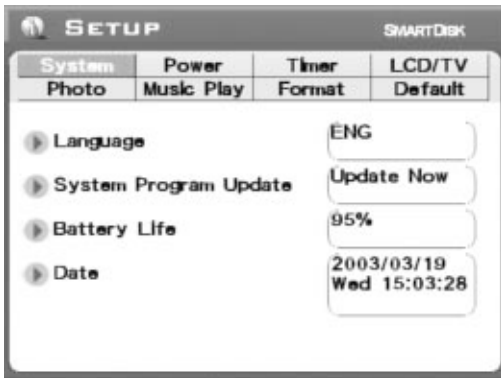 SETUP SMARTDISK
System Power Timer LCD/TV
Photo Music Play Format Default
Language ENG
System Program Update Update Now
Battery Life 95%
Date 2003/03/19
Wed 15:03:28